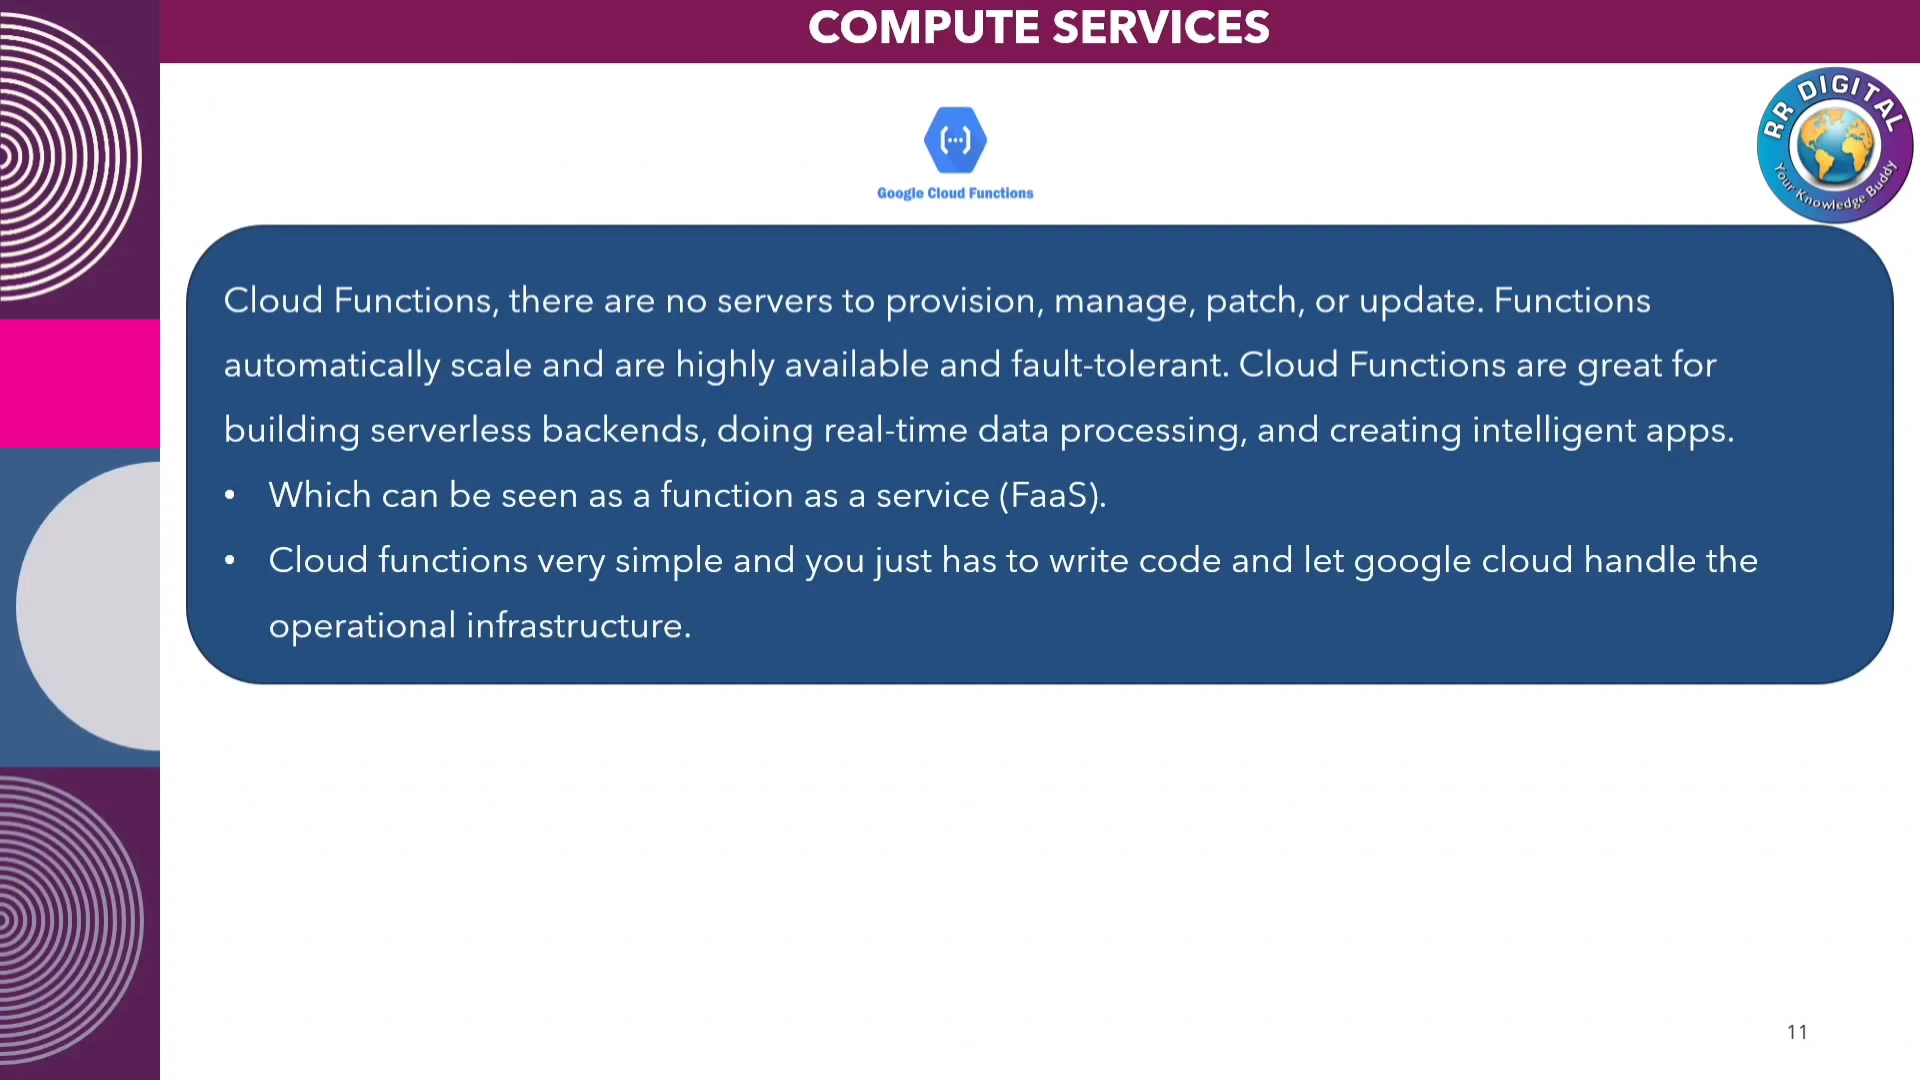 COMPUTE SERVICES
RR DIGITAL
Your Knowledge Buddy
Google Cloud Functions
Cloud Functions, there are no servers to provision, manage, patch, or update. Functions
automatically scale and are highly available and fault-tolerant. Cloud Functions are great for
building serverless backends, doing real-time data processing, and creating intelligent apps.
• Which can be seen as a function as a service (FaaS).
• Cloud functions very simple and you just has to write code and let google cloud handle the
operational infrastructure.
11